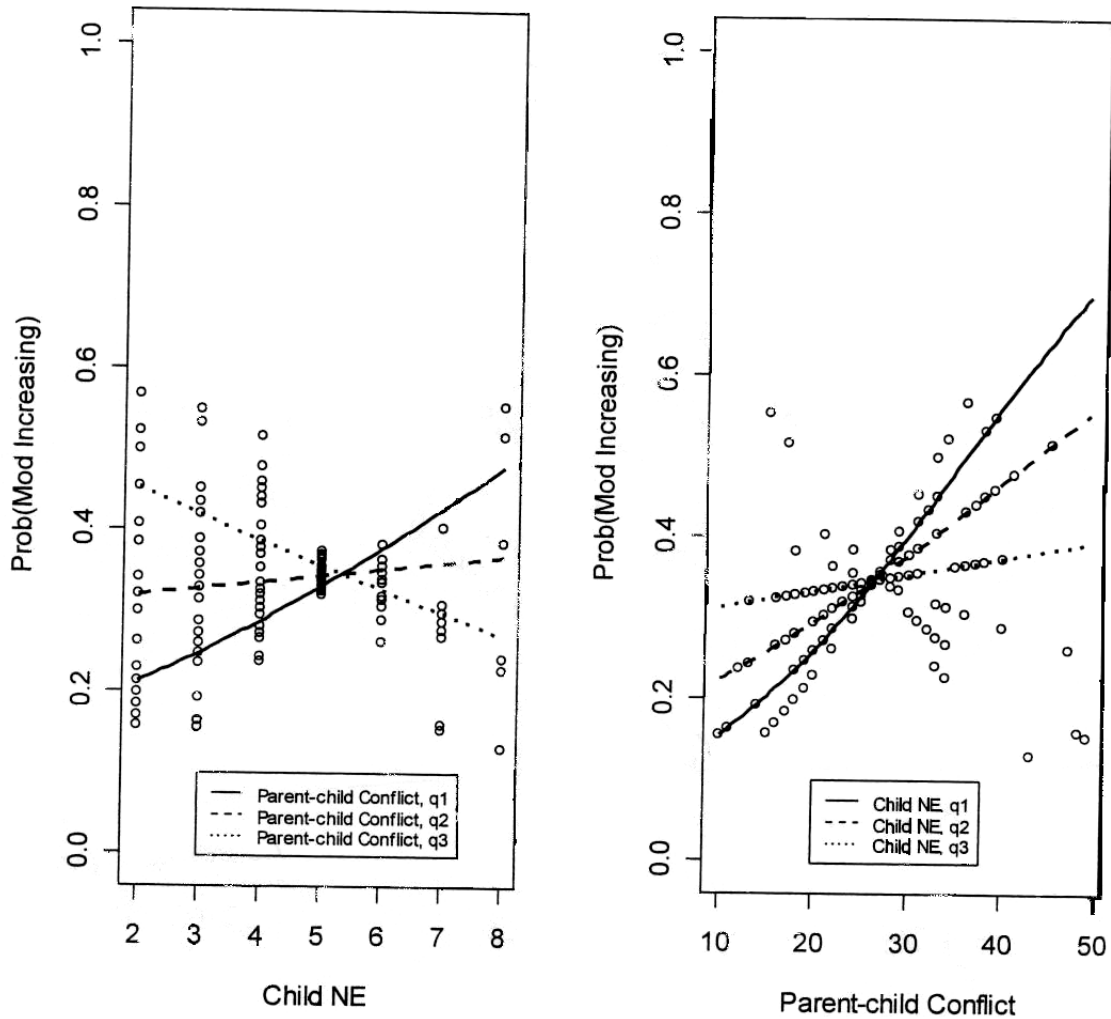 Prob(Mod Increasing)
1.0
0.8
0.6
0.4
0.2
0.0
Parent-child Conflict, q1
Parent-child Conflict, q2
Parent-child Conflict, q3
2 3 4 5 6 7 8
Child NE
Prob(Mod Increasing)
1.0
0.8
0.6
0.4
0.2
0.0
Child NE, q1
Child NE, q2
Child NE, q3
10 20 30 40 50
Parent-child Conflict